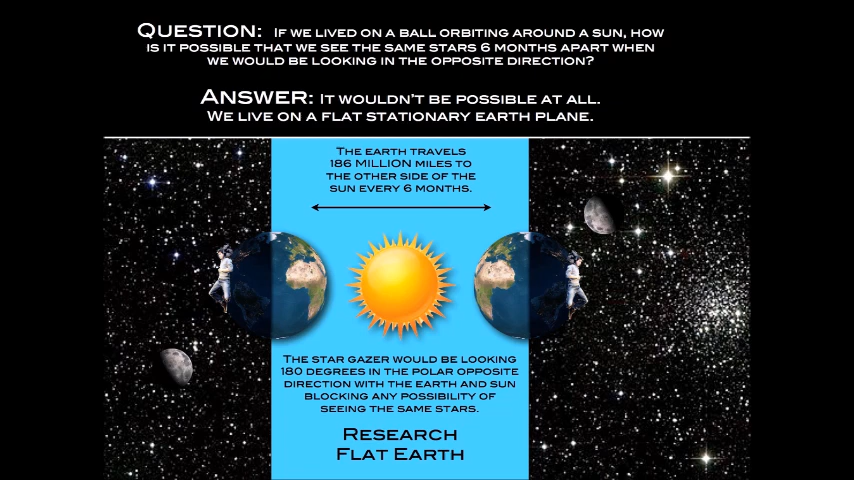 QUESTION: IF WE LIVED ON A BALL ORBITING AROUND A SUN, HOW
IS IT POSSIBLE THAT WE SEE THE SAME STARS 6 MONTHS APART WHEN
WE WOULD BE LOOKING IN THE OPPOSITE DIRECTION?
ANSWER: IT WOULDN'T BE POSSIBLE AT ALL.
WE LIVE ON A FLAT STATIONARY EARTH PLANE.
THE EARTH TRAVELS
186 MILLION MILES TO
THE OTHER SIDE OF THE
SUN EVERY 6 MONTHS.
THE STAR GAZER WOULD BE LOOKING
180 DEGREES IN THE POLAR OPPOSITE
DIRECTION WITH THE EARTH AND SUN
BLOCKING ANY POSSIBILITY OF
SEEING THE SAME STARS.
RESEARCH
FLAT EARTH